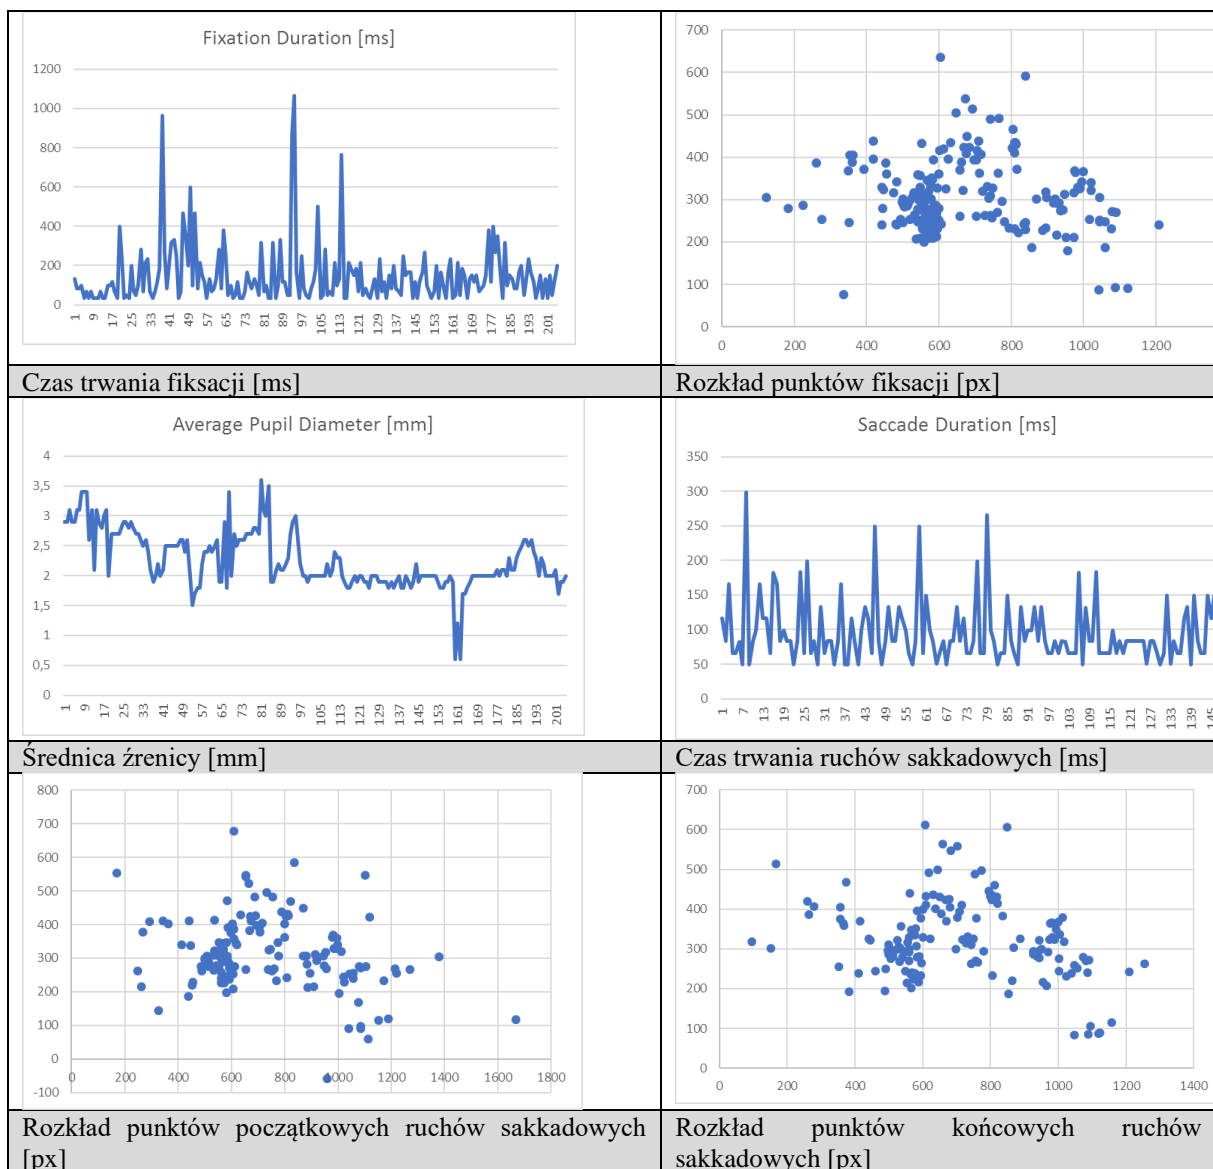 Fixation Duration [ms]
1200
1000
800
600
400
200
0
1 9 17 25 33 41 49 57 65 73 81 89 97 105 113 121 129 137 145 153 161 169 177 185 193 201
700
600
500
400
300
200
100
0
0 200 400 600 800 1000 1200
Czas trwania fiksacji [ms]
Rozkład punktów fiksacji [px]
Average Pupil Diameter [mm]
4
3,5
3
2,5
2
1,5
1
0,5
0
1 9 17 25 33 41 49 57 65 73 81 89 97 105 113 121 129 137 145 153 161 169 177 185 193 201
Saccade Duration [ms]
350
300
250
200
150
100
50
0
1 7 13 19 25 31 37 43 49 55 61 67 73 79 85 91 97 103 109 115 121 127 133 139 145
Średnica źrenicy [mm]
Czas trwania ruchów sakkadowych [ms]
800
700
600
500
400
300
200
100
0
-100
0 200 400 600 800 1000 1200 1400 1600 1800
700
600
500
400
300
200
100
0
0 200 400 600 800 1000 1200 1400
Rozkład punktów początkowych ruchów sakkadowych
[px]
Rozkład punktów końcowych ruchów
sakkadowych [px]